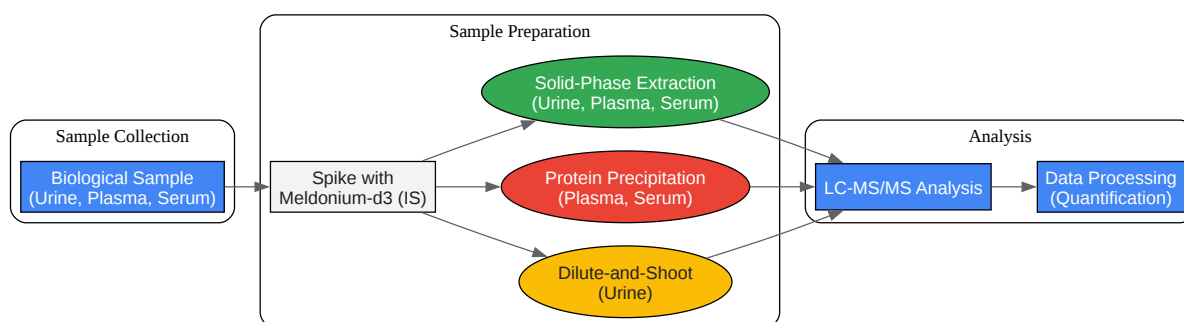 Sample Preparation
Solid-Phase Extraction
(Urine, Plasma, Serum)
Sample Collection
Analysis
Biological Sample
(Urine, Plasma, Serum)
Spike with
Meldonium-d3 (IS)
Protein Precipitation
(Plasma, Serum)
LC-MS/MS Analysis
Data Processing
(Quantification)
Dilute-and-Shoot
(Urine)